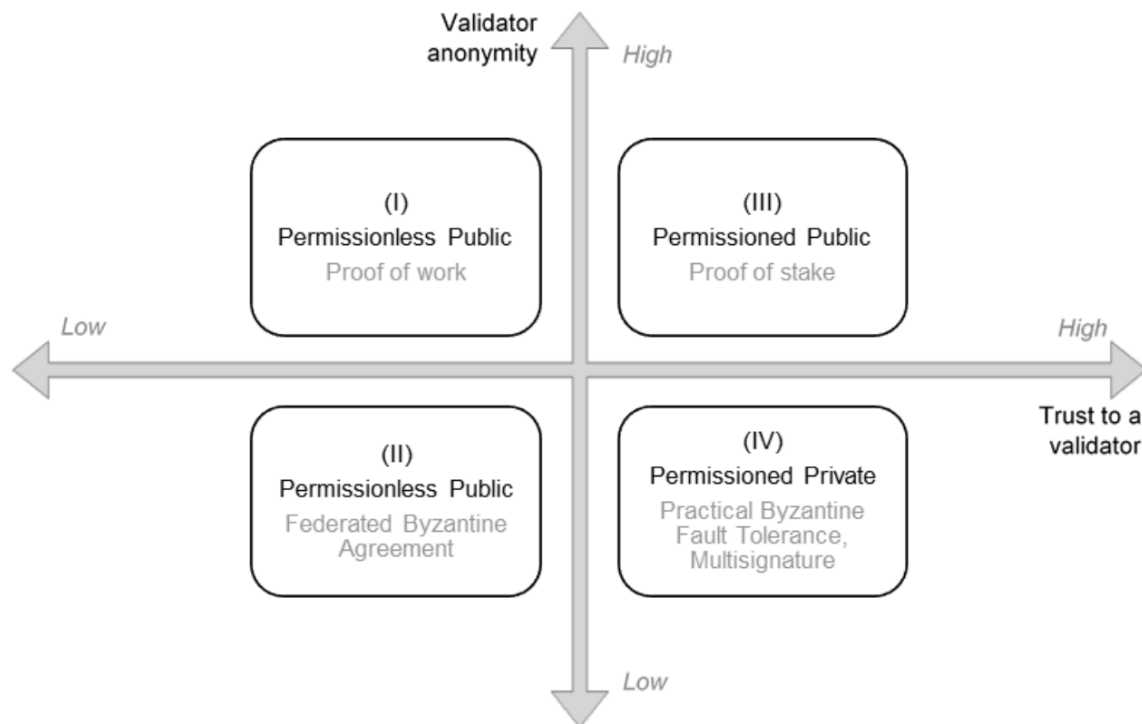 Validator
anonymity
High
(I)
Permissionless Public
Proof of work
(III)
Permissioned Public
Proof of stake
Low
High
Trust to a
validator
(II)
Permissionless Public
Federated Byzantine
Agreement
(IV)
Permissioned Private
Practical Byzantine
Fault Tolerance,
Multisignature
Low